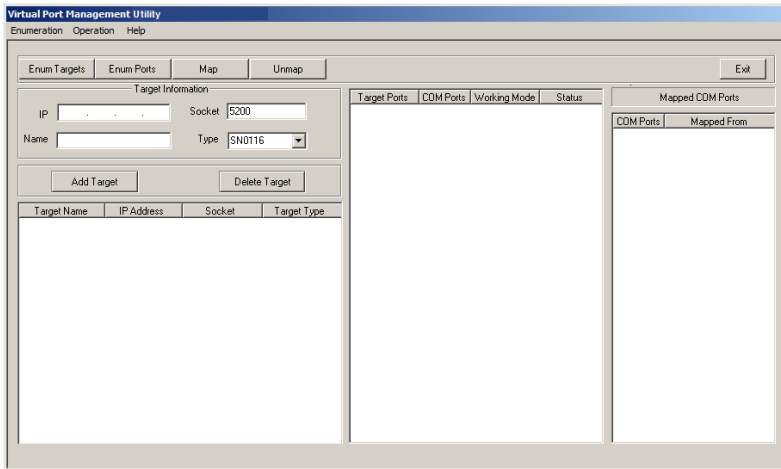 Virtual Port Management Utility
Enumeration Operation Help
Enum Targets Enum Ports Map Unmap Exit
Target Information
IP . . . Socket 5200
Name Type SN0116
Add Target Delete Target
Target Name IP Address Socket Target Type
Target Ports COM Ports Working Mode Status
Mapped COM Ports
COM Ports Mapped From